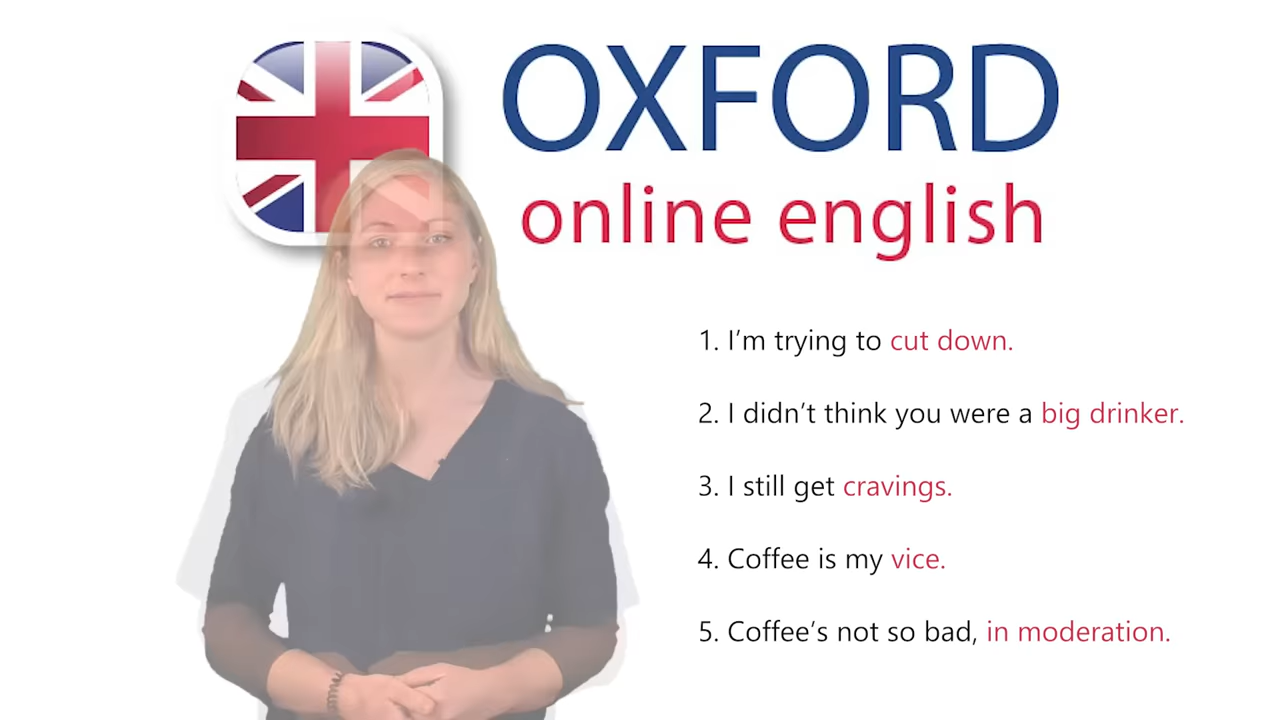 OXFORD
online english
1. I'm trying to cut down.
2. I didn't think you were a big drinker.
3. I still get cravings.
4. Coffee is my vice.
5. Coffee's not so bad, in moderation.